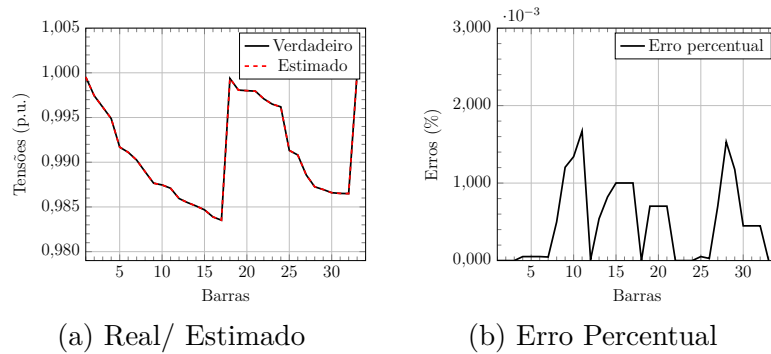 1,005
1,000
0,995
0,990
0,985
0,980
Tensões (p.u.)
Verdadeiro
Estimado
5 10 15 20 25 30
Barras
(a) Real/ Estimado
·10⁻³
3,000
2,000
1,000
0,000
Erros (%)
Erro percentual
5 10 15 20 25 30
Barras
(b) Erro Percentual